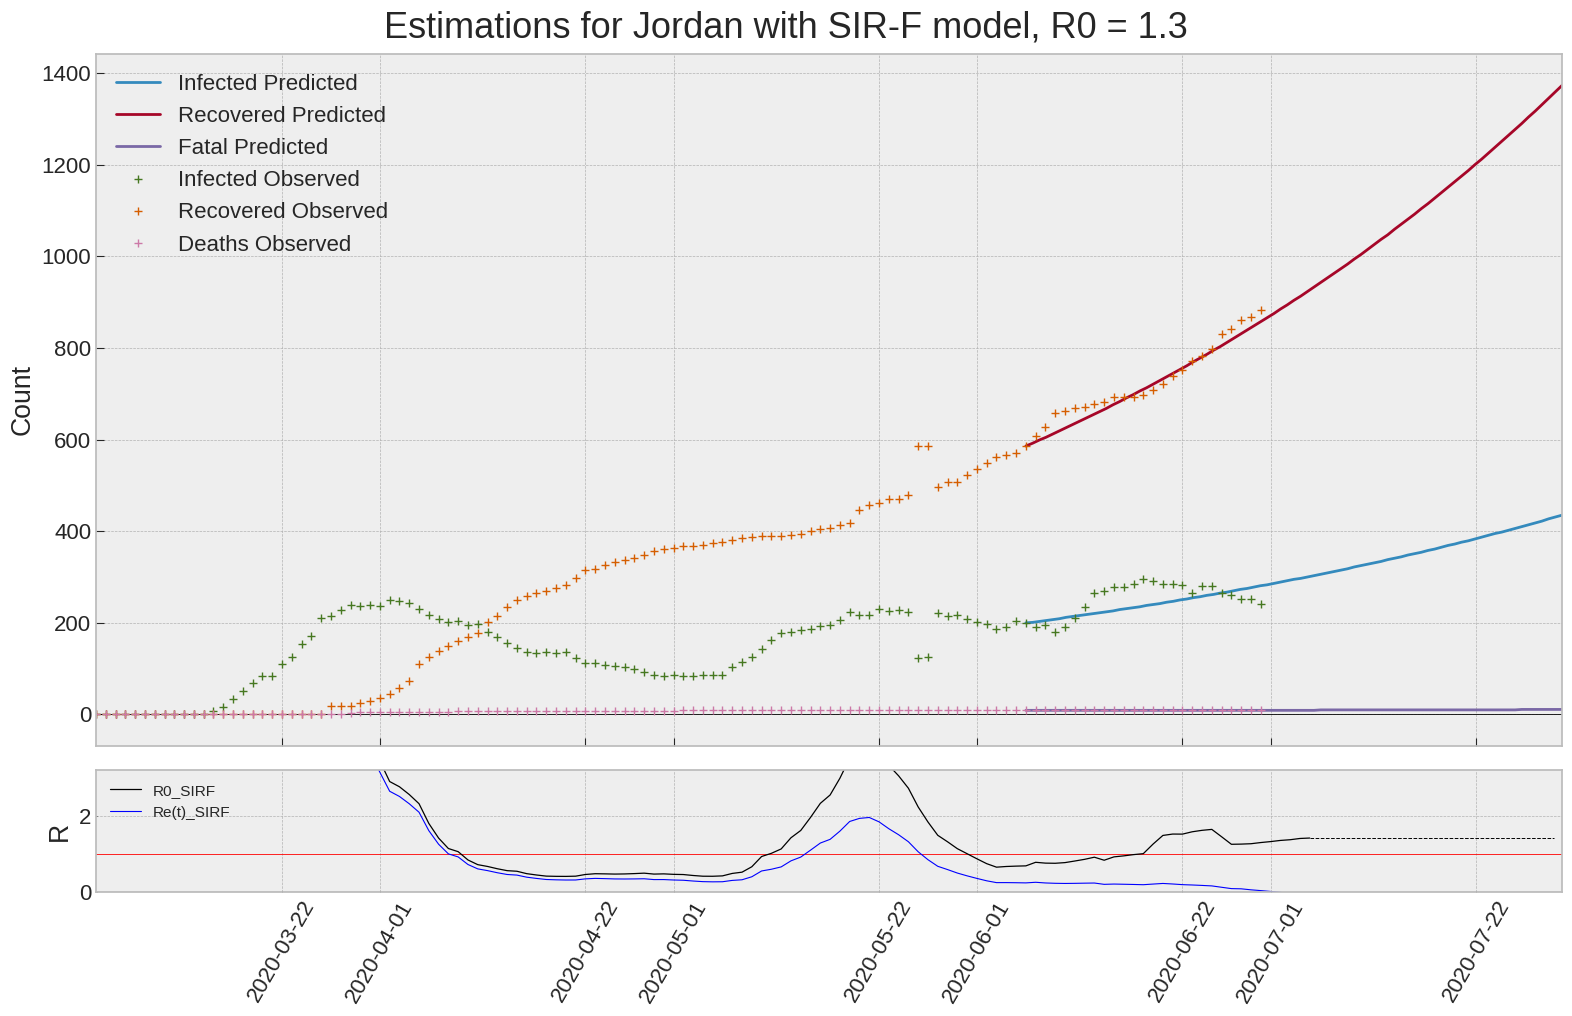 Estimations for Jordan with SIR-F model, R0 = 1.3
Infected Predicted
Recovered Predicted
Fatal Predicted
Infected Observed
Recovered Observed
Deaths Observed
1400
1200
1000
800
600
400
200
0
Count
R0_SIRF
Re(t)_SIRF
2
0
R
2020-03-22
2020-04-01
2020-04-22
2020-05-01
2020-05-22
2020-06-01
2020-06-22
2020-07-01
2020-07-22